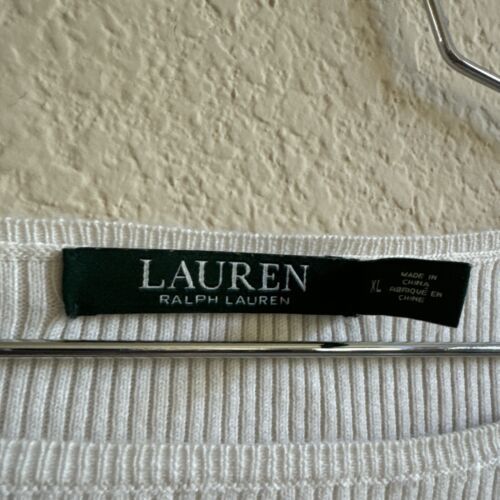 LAUREN
RALPH LAUREN
XL
MADE IN
CHINA
FABRIQUÉ EN
CHINE